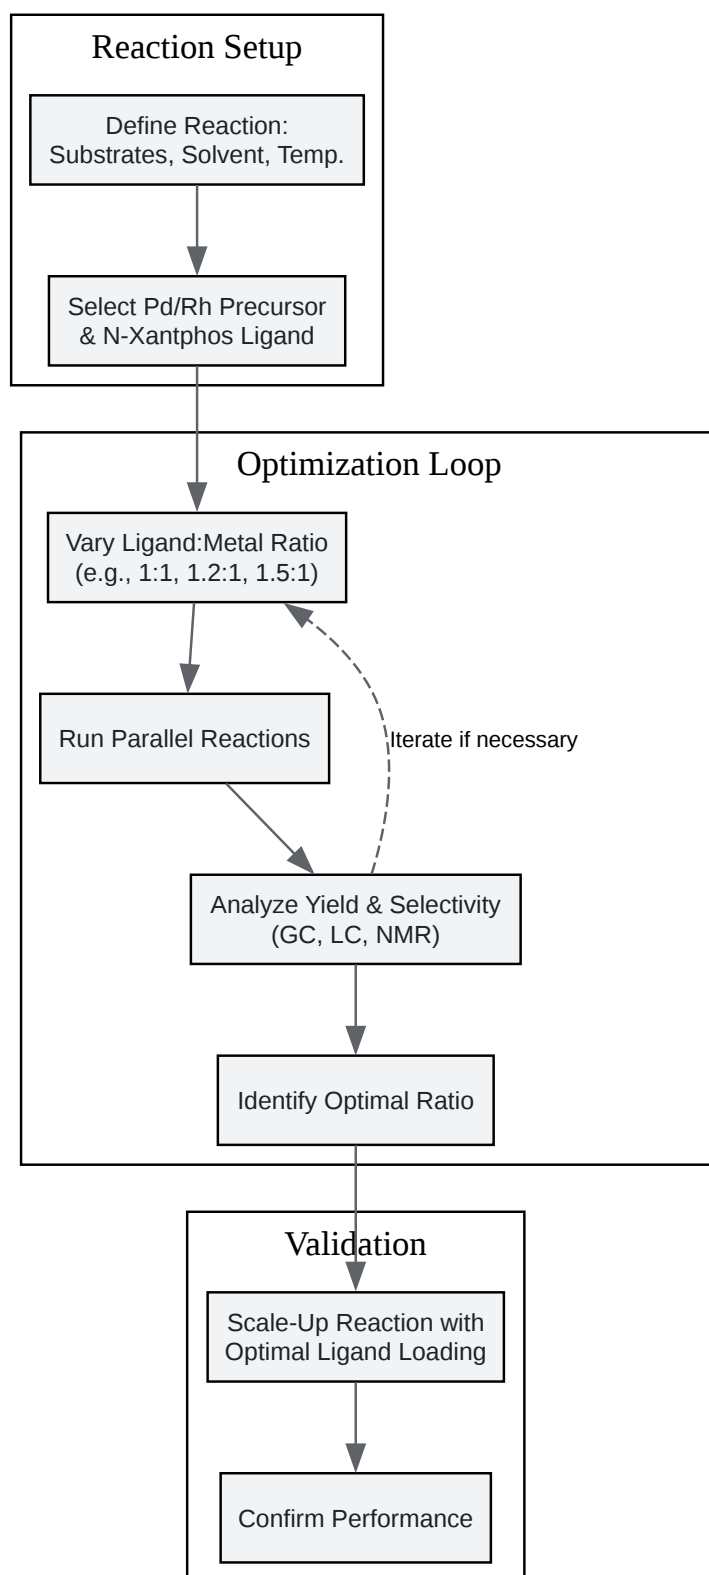 Reaction Setup
Define Reaction:
Substrates, Solvent, Temp.
Select Pd/Rh Precursor
& N-Xantphos Ligand
Optimization Loop
Vary Ligand:Metal Ratio
(e.g., 1:1, 1.2:1, 1.5:1)
Run Parallel Reactions
Iterate if necessary
Analyze Yield & Selectivity
(GC, LC, NMR)
Identify Optimal Ratio
Validation
Scale-Up Reaction with
Optimal Ligand Loading
Confirm Performance